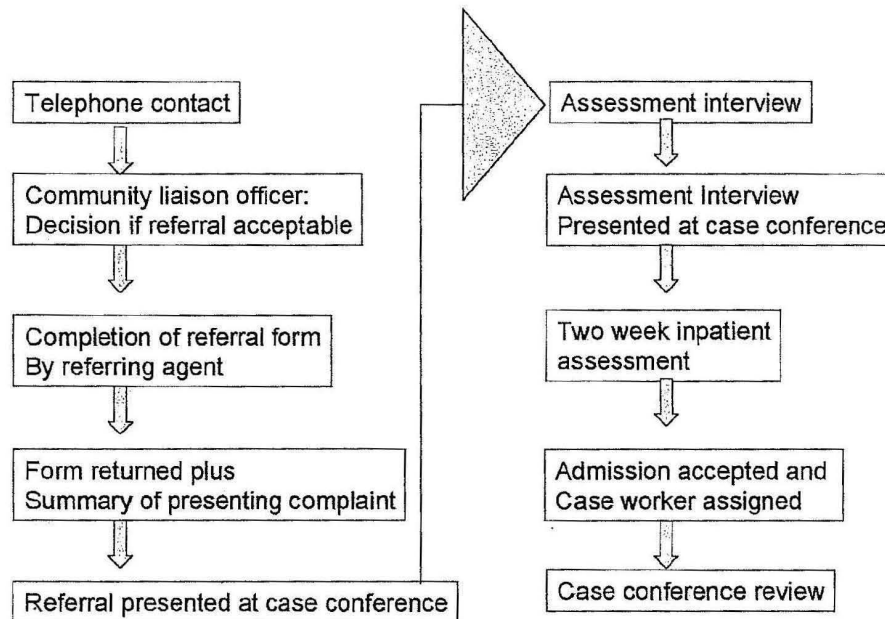 Telephone contact
Community liaison officer:
Decision if referral acceptable
Completion of referral form
By referring agent
Form returned plus
Summary of presenting complaint
Referral presented at case conference
Assessment interview
Assessment Interview
Presented at case conference
Two week inpatient
assessment
Admission accepted and
Case worker assigned
Case conference review